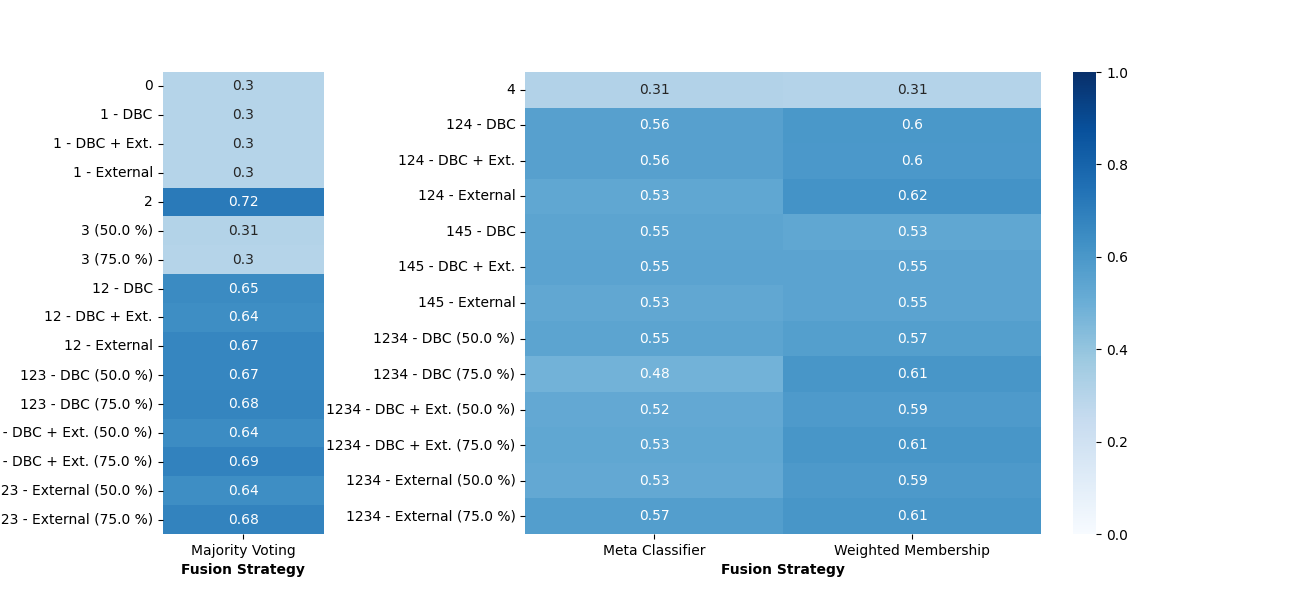 0 0.3
1 - DBC 0.3
1 - DBC + Ext. 0.3
1 - External 0.3
2 0.72
3 (50.0 %) 0.31
3 (75.0 %) 0.3
12 - DBC 0.65
12 - DBC + Ext. 0.64
12 - External 0.67
123 - DBC (50.0 %) 0.67
123 - DBC (75.0 %) 0.68
- DBC + Ext. (50.0 %) 0.64
- DBC + Ext. (75.0 %) 0.69
23 - External (50.0 %) 0.64
23 - External (75.0 %) 0.68
Majority Voting
Fusion Strategy
4 0.31 0.31
124 - DBC 0.56 0.6
124 - DBC + Ext. 0.56 0.6
124 - External 0.53 0.62
145 - DBC 0.55 0.53
145 - DBC + Ext. 0.55 0.55
145 - External 0.53 0.55
1234 - DBC (50.0 %) 0.55 0.57
1234 - DBC (75.0 %) 0.48 0.61
1234 - DBC + Ext. (50.0 %) 0.52 0.59
1234 - DBC + Ext. (75.0 %) 0.53 0.61
1234 - External (50.0 %) 0.53 0.59
1234 - External (75.0 %) 0.57 0.61
Meta Classifier Weighted Membership
Fusion Strategy
1.0
0.8
0.6
0.4
0.2
0.0